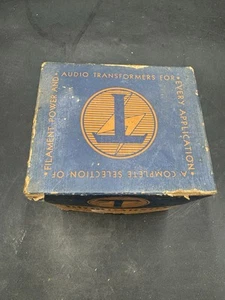 A COMPLETE SELECTION OF
FILAMENT, POWER AND
AUDIO TRANSFORMERS FOR
EVERY APPLICATION
T